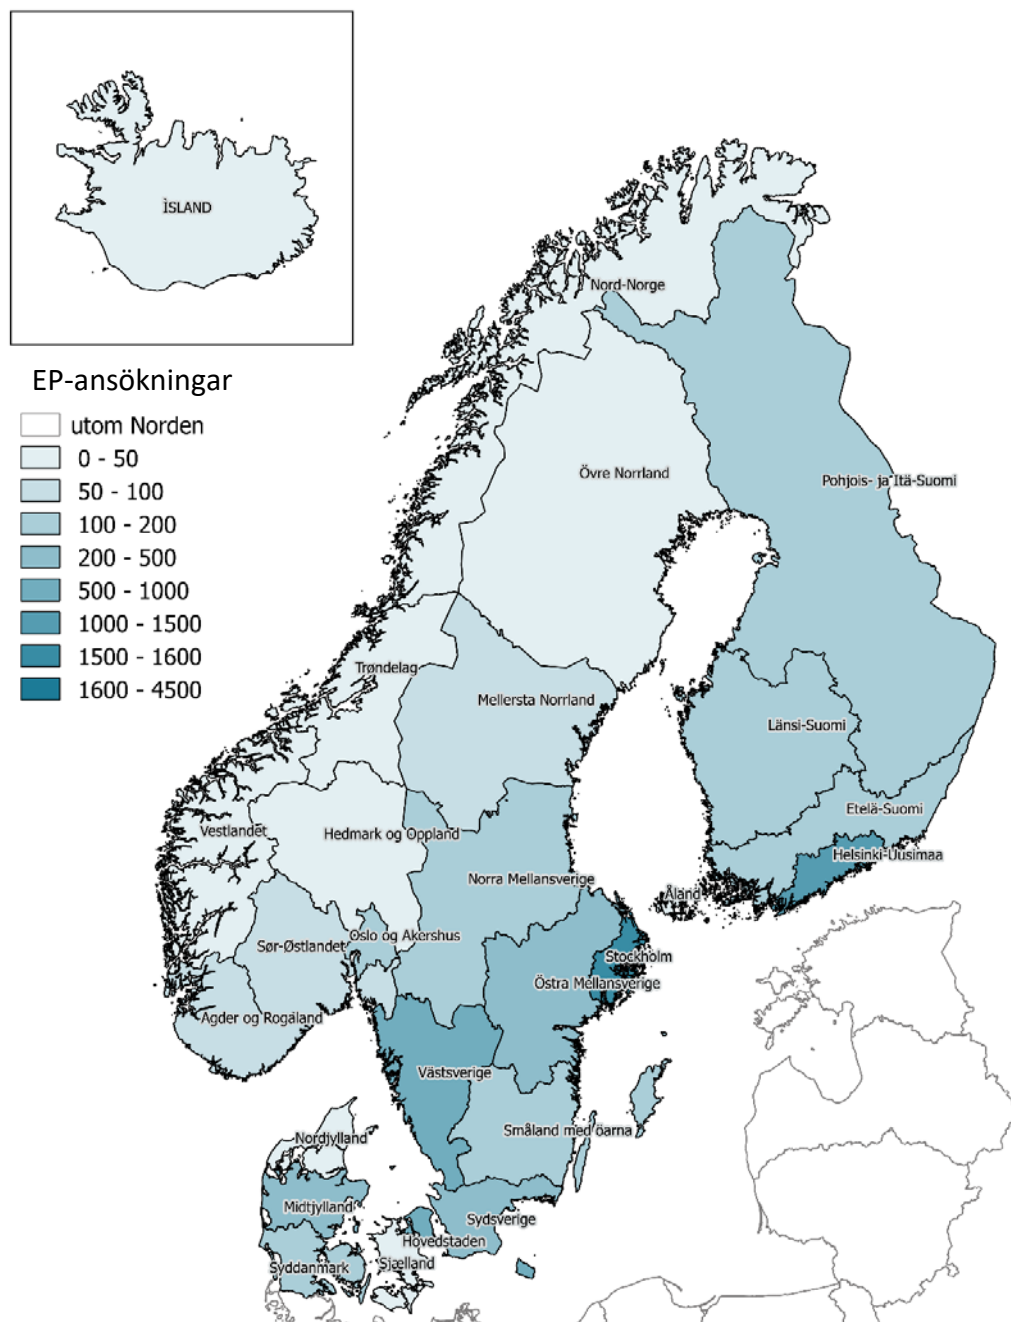 ÍSLAND
Nord-Norge
EP-ansökningar
utom Norden
0 - 50
50 - 100
100 - 200
200 - 500
500 - 1000
1000 - 1500
1500 - 1600
1600 - 4500
Övre Norrland
Pohjois- ja Itä-Suomi
Trøndelag
Mellersta Norrland
Länsi-Suomi
Etelä-Suomi
Vestlandet
Hedmark og Oppland
Helsinki-Uusimaa
Norra Mellansverige
Åland
Oslo og Akershus
Sør-Østlandet
Stockholm
Östra Mellansverige
Agder og Rogaland
Västsverige
Småland med öarna
Nordjylland
Midtjylland
Sydsverige
Hovedstaden
Sjælland
Syddanmark